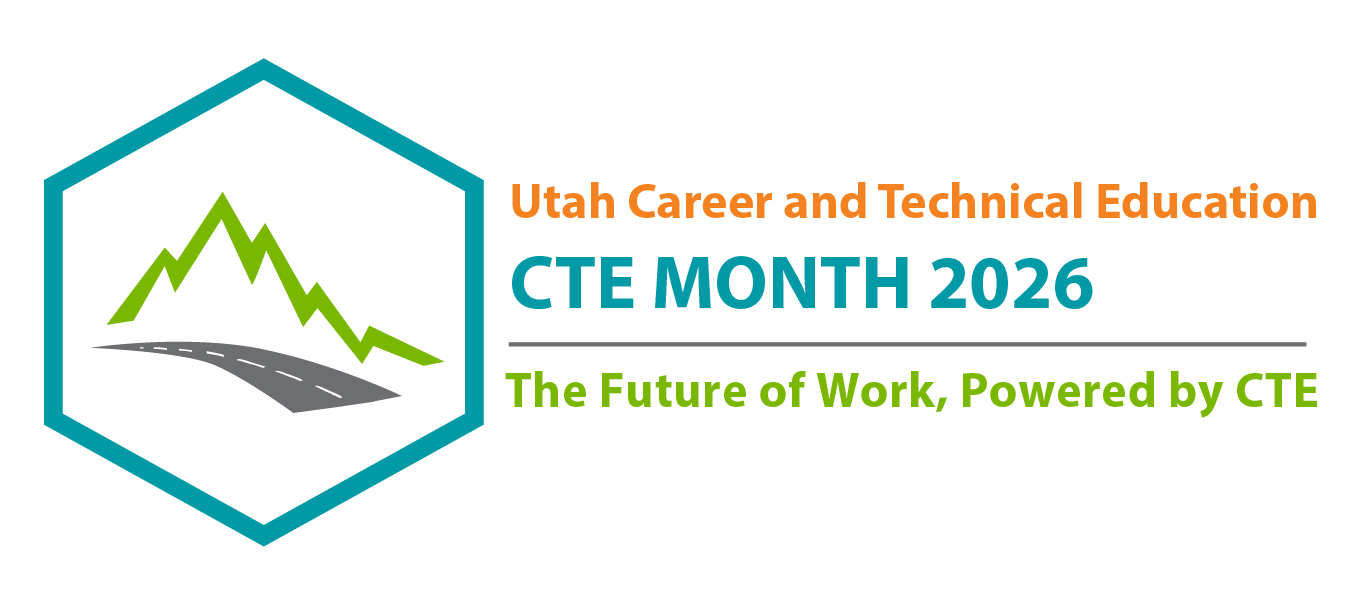 Utah Career and Technical Education
CTE MONTH 2026
The Future of Work, Powered by CTE